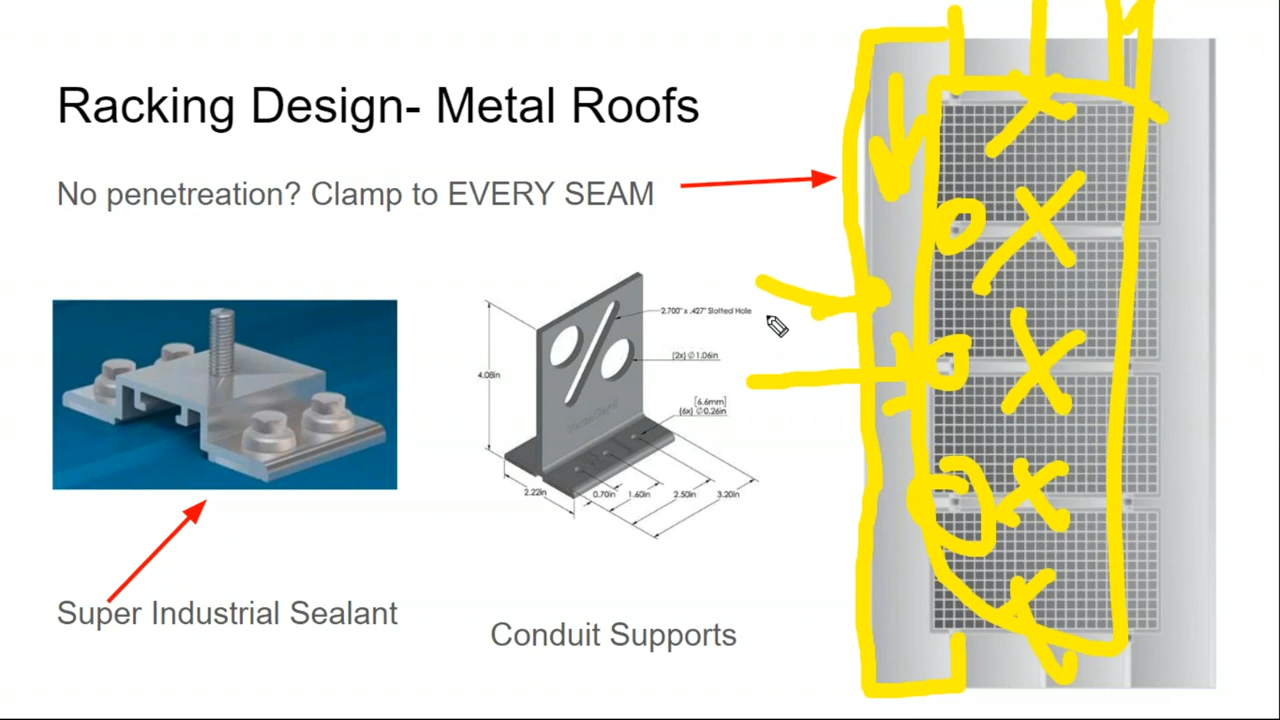 Racking Design- Metal Roofs
No penetreation? Clamp to EVERY SEAM
2.700" x .427" Slotted Hole
4.08in
(2x) ∅1.06in
[6.6mm]
(6x) ∅0.26in
2.22in
0.70in
1.60in
2.50in
3.20in
Super Industrial Sealant
Conduit Supports